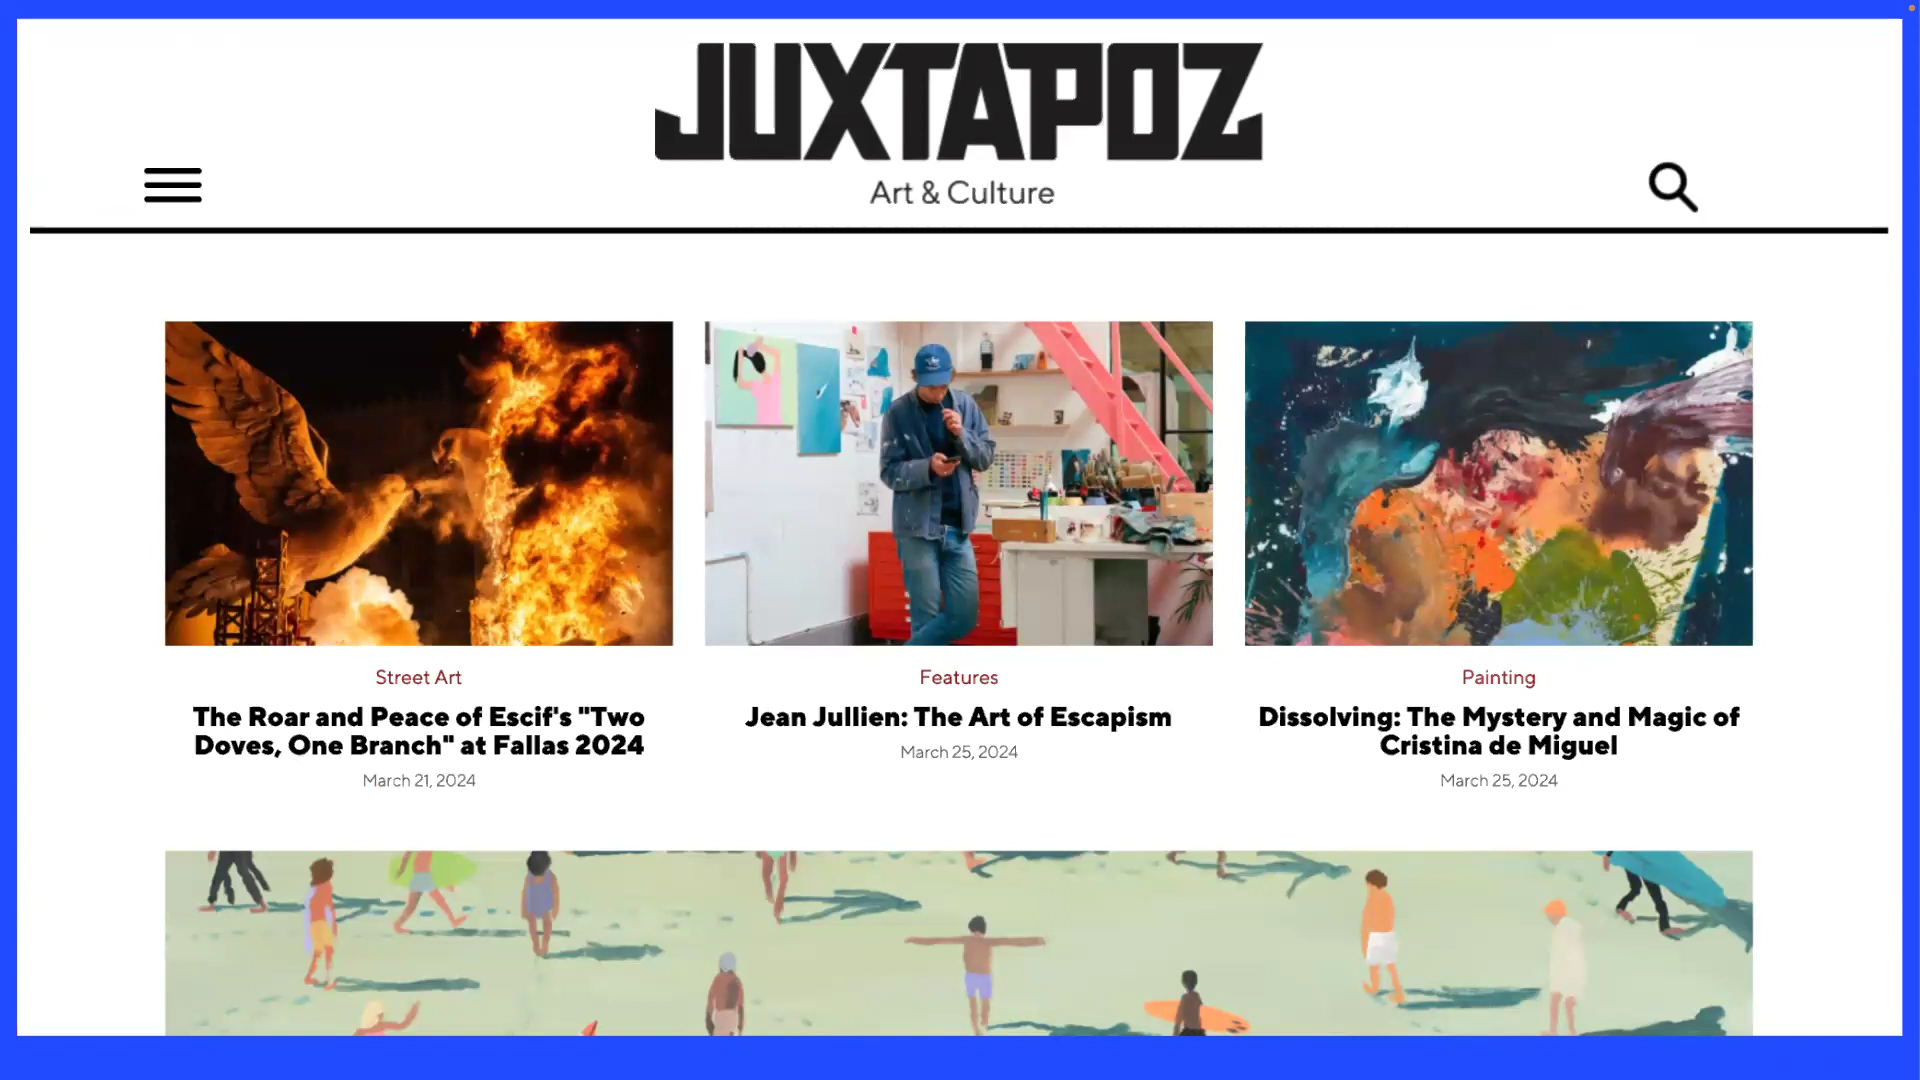 JUXTAPOZ
Art & Culture
Street Art
The Roar and Peace of Escif's "Two
Doves, One Branch" at Fallas 2024
March 21, 2024
Features
Jean Jullien: The Art of Escapism
March 25, 2024
Painting
Dissolving: The Mystery and Magic of
Cristina de Miguel
March 25, 2024